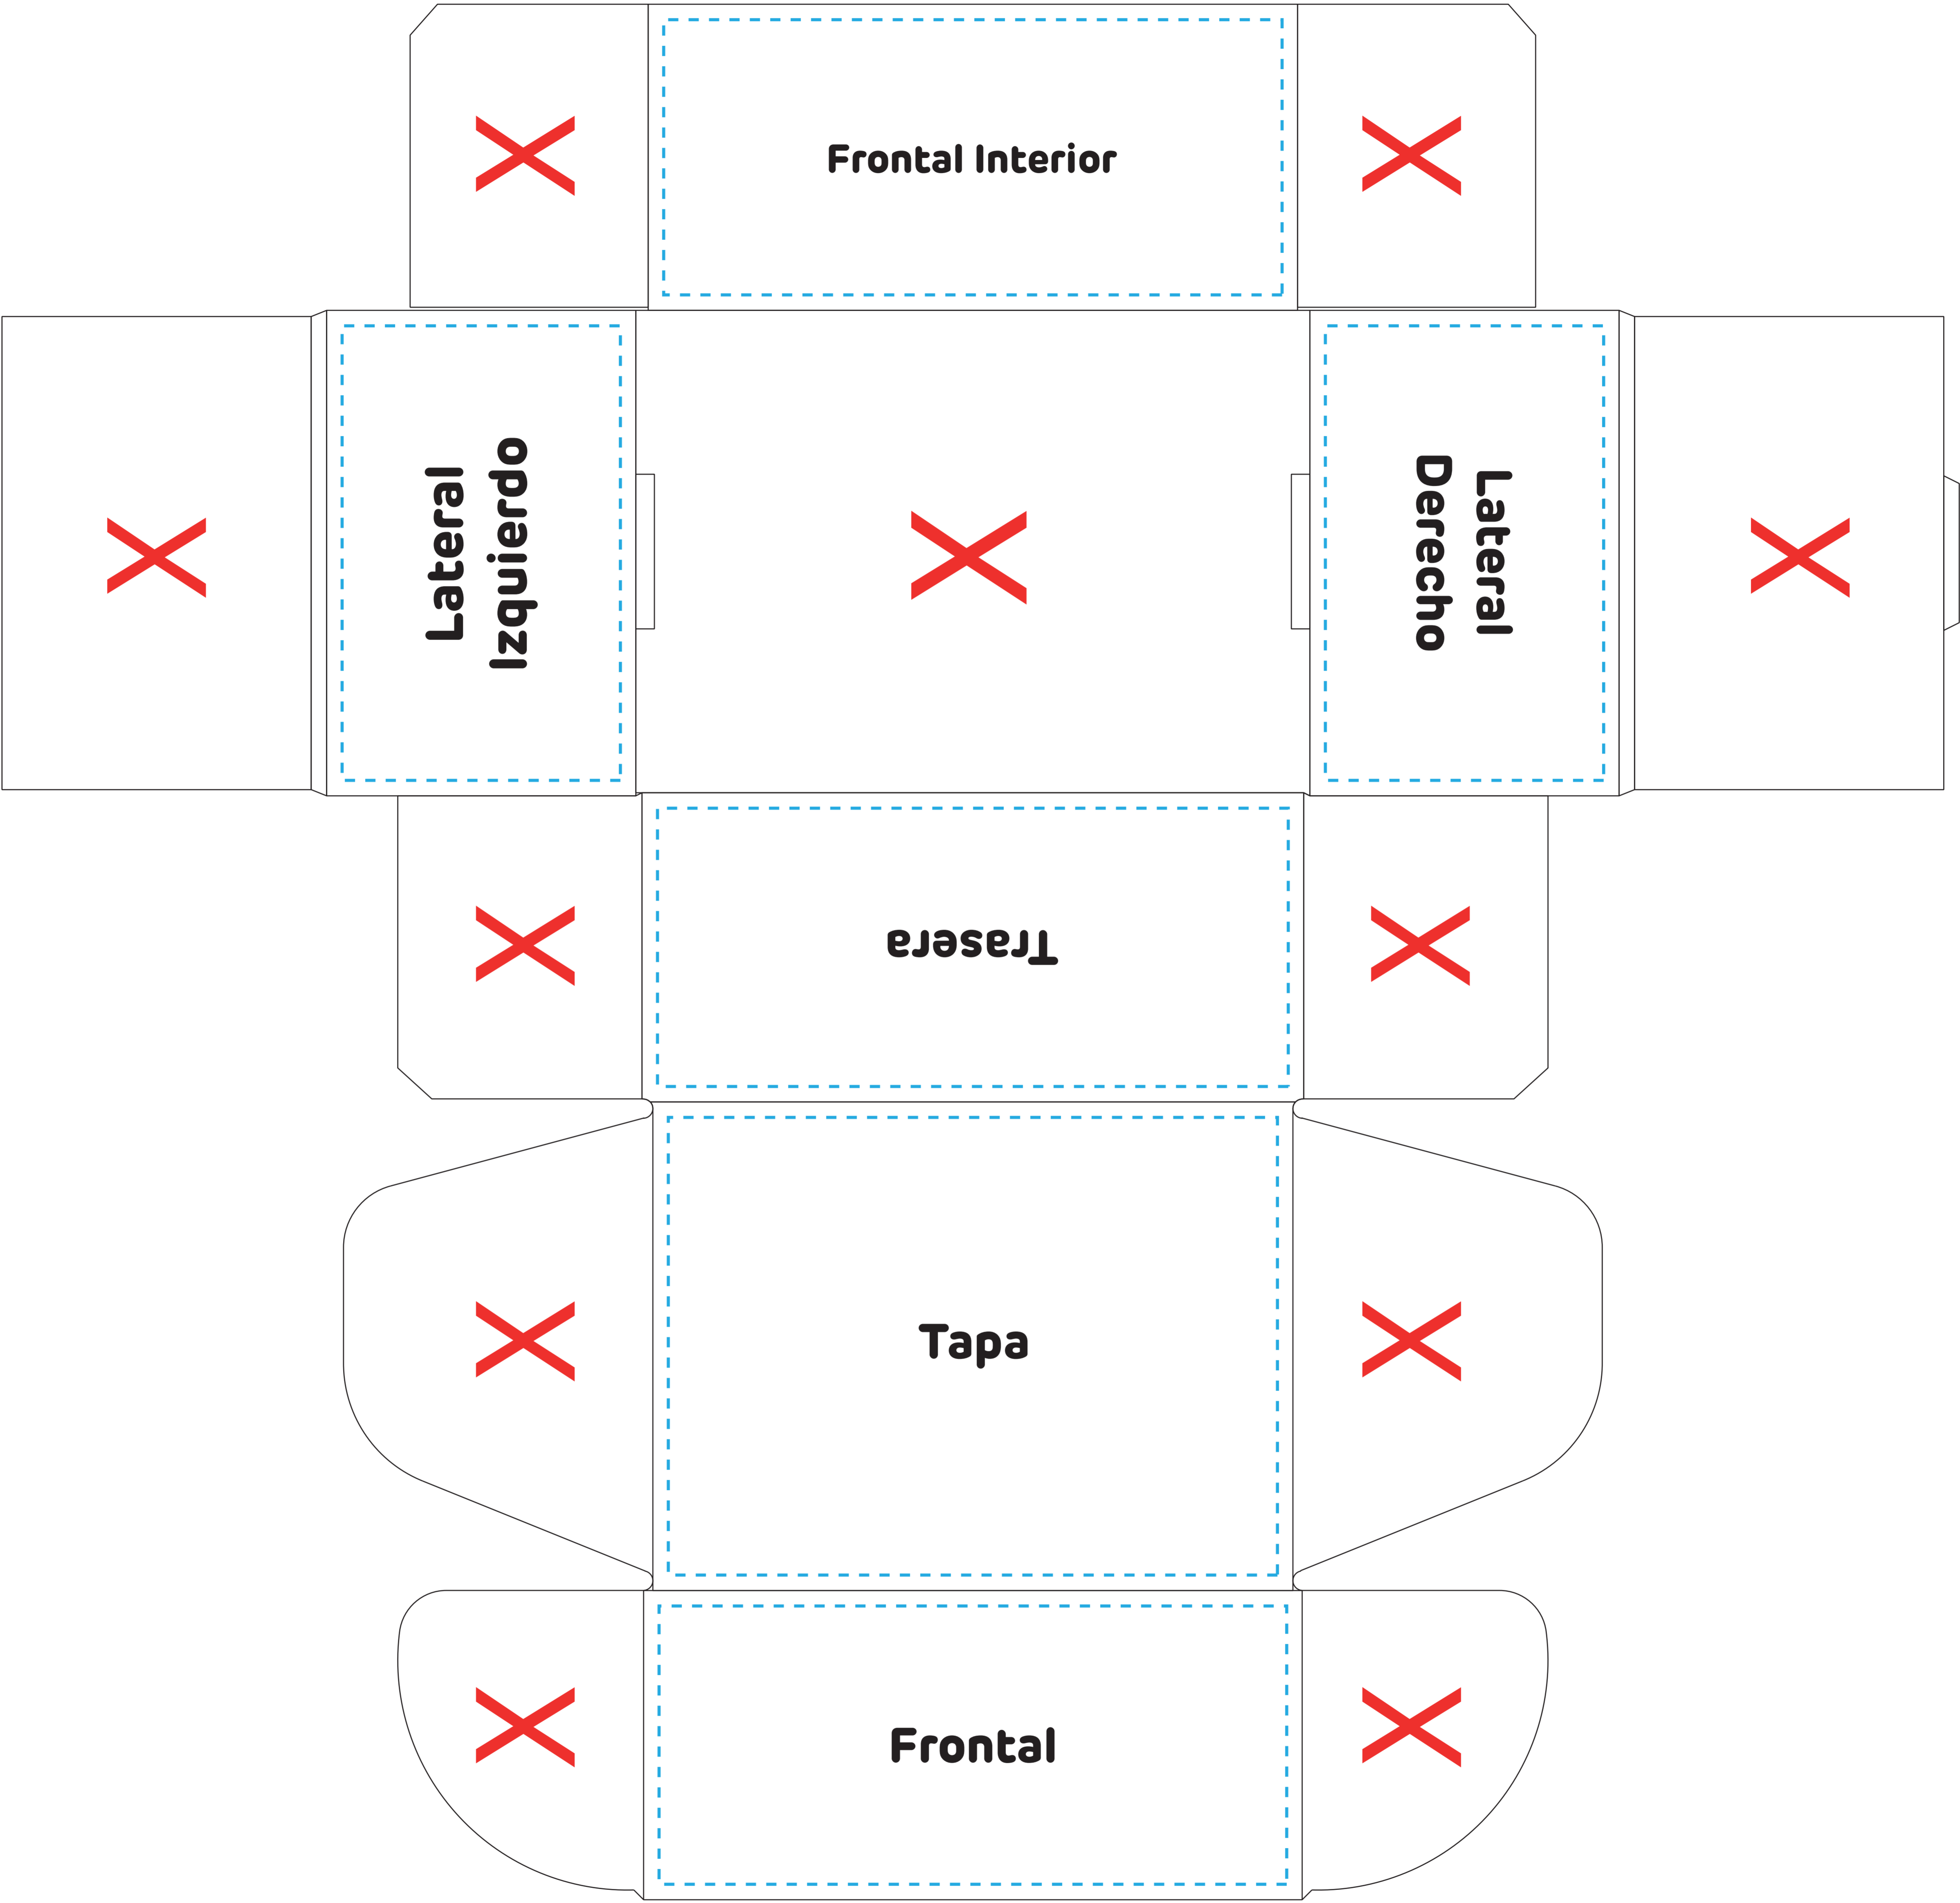 Frontal Interior
Lateral
Izquierdo
Lateral
Derecho
Trasera
Tapa
Frontal